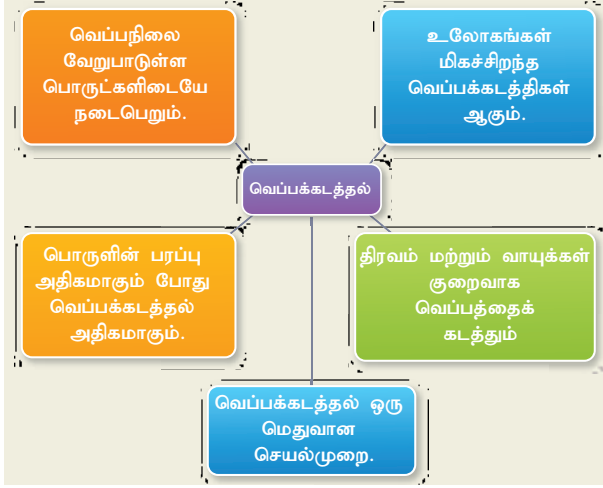 வெப்பநிலை
வேறுபாடுள்ள
பொருட்களிடையே
நடைபெறும்.
உலோகங்கள்
மிகச்சிறந்த
வெப்பக்கடத்திகள்
ஆகும்.
வெப்பக்கடத்தல்
பொருளின் பரப்பு
அதிகமாகும் போது
வெப்பக்கடத்தல்
அதிகமாகும்.
திரவம் மற்றும் வாயுக்கள்
குறைவாக
வெப்பத்தைக்
கடத்தும்
வெப்பக்கடத்தல் ஒரு
மெதுவான
செயல்முறை.